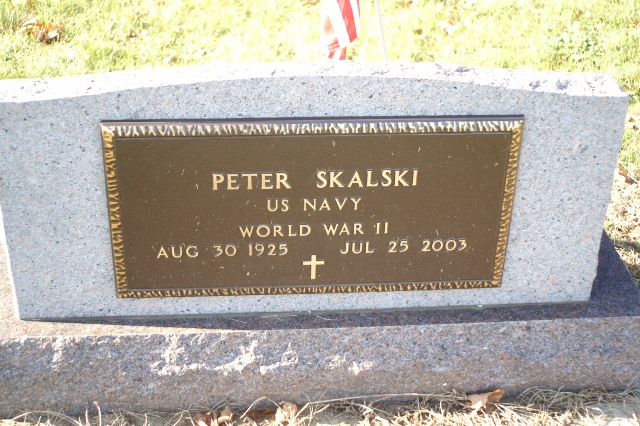 PETER SKALSKI
US NAVY
WORLD WAR II
AUG 30 1925 JUL 25 2003